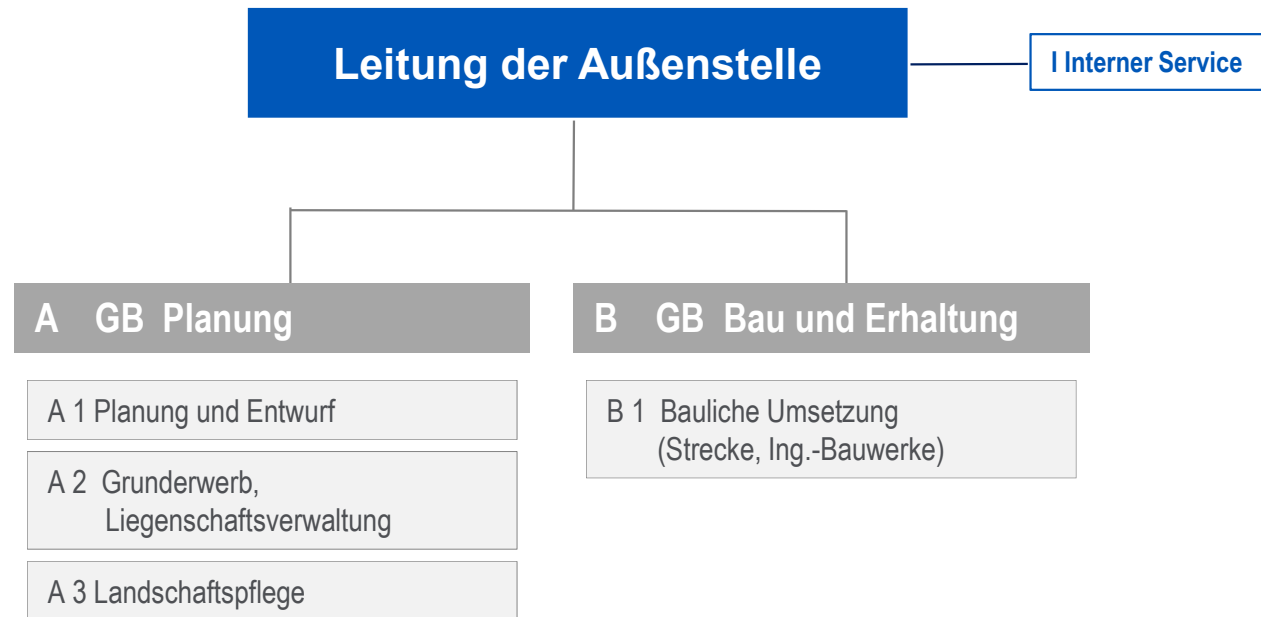 Leitung der Außenstelle
I Interner Service
A GB Planung
A 1 Planung und Entwurf
A 2 Grunderwerb,
Liegenschaftsverwaltung
A 3 Landschaftspflege
B GB Bau und Erhaltung
B 1 Bauliche Umsetzung
(Strecke, Ing.-Bauwerke)